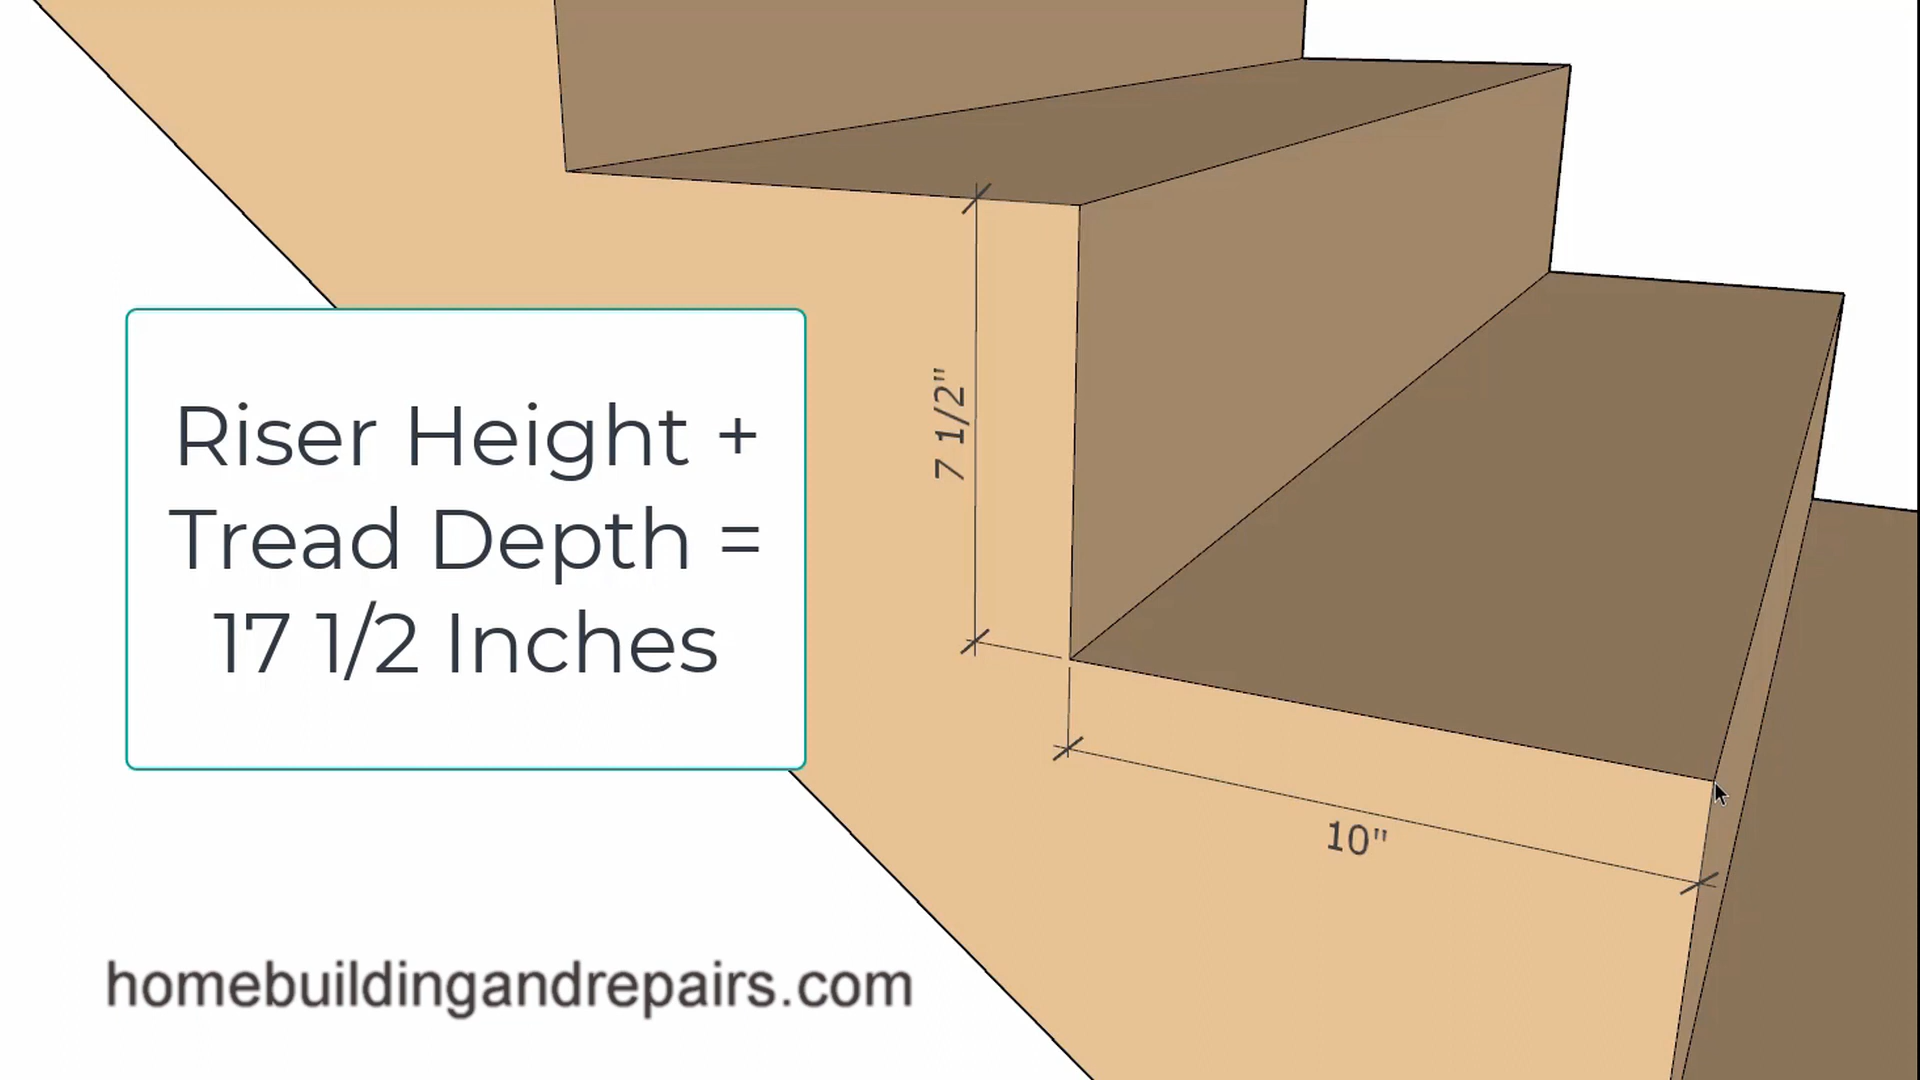 7 1/2"
Riser Height +
Tread Depth =
17 1/2 Inches
10"
homebuildingandrepairs.com